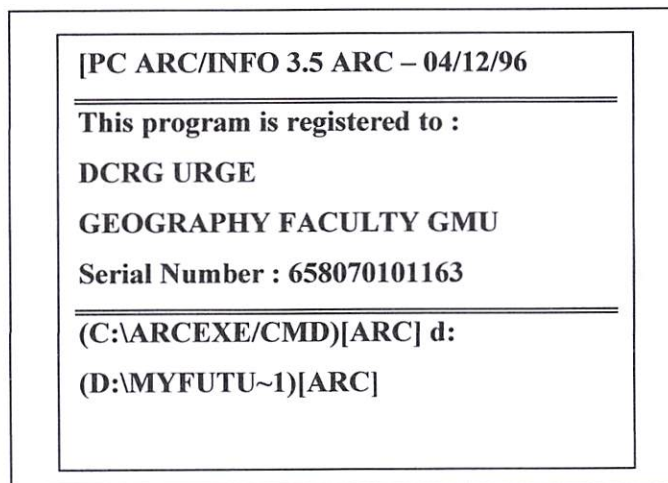 [PC ARC/INFO 3.5 ARC – 04/12/96
This program is registered to :
DCRG URGE
GEOGRAPHY FACULTY GMU
Serial Number : 658070101163
(C:\ARCEXE/CMD)[ARC] d:
(D:\MYFUTU~1)[ARC]